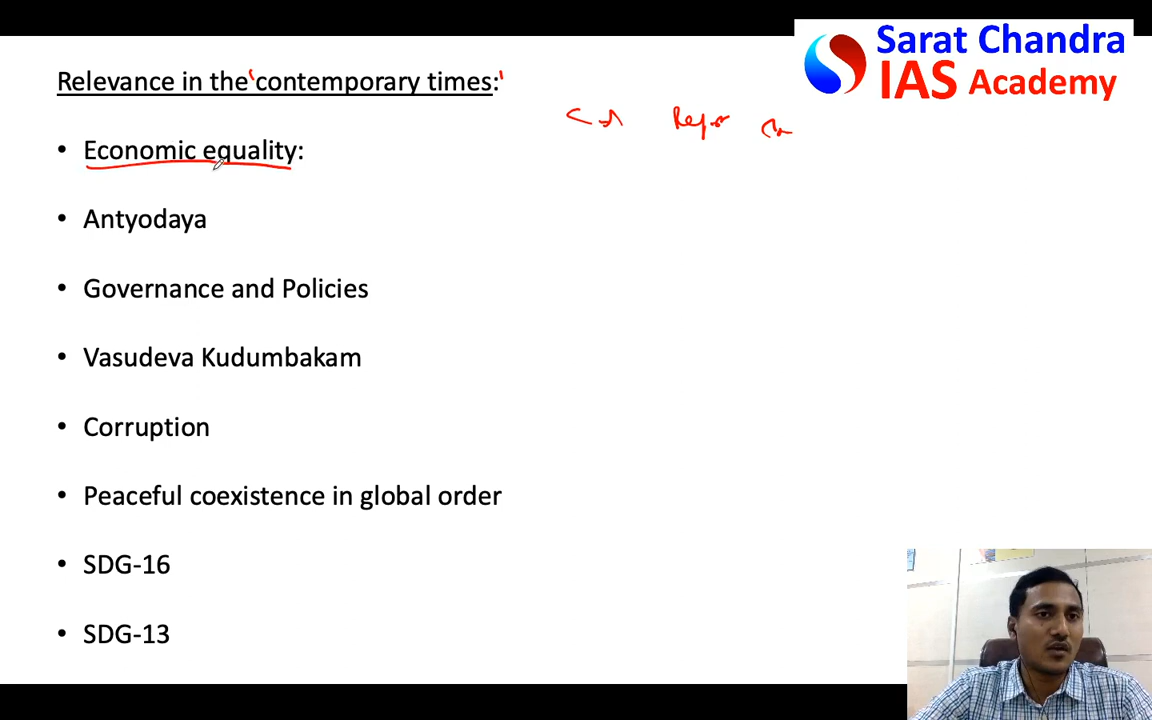 Sarat Chandra
IAS Academy
Relevance in the 'contemporary times:'
• Economic equality:
• Antyodaya
• Governance and Policies
• Vasudeva Kudumbakam
• Corruption
• Peaceful coexistence in global order
• SDG-16
• SDG-13